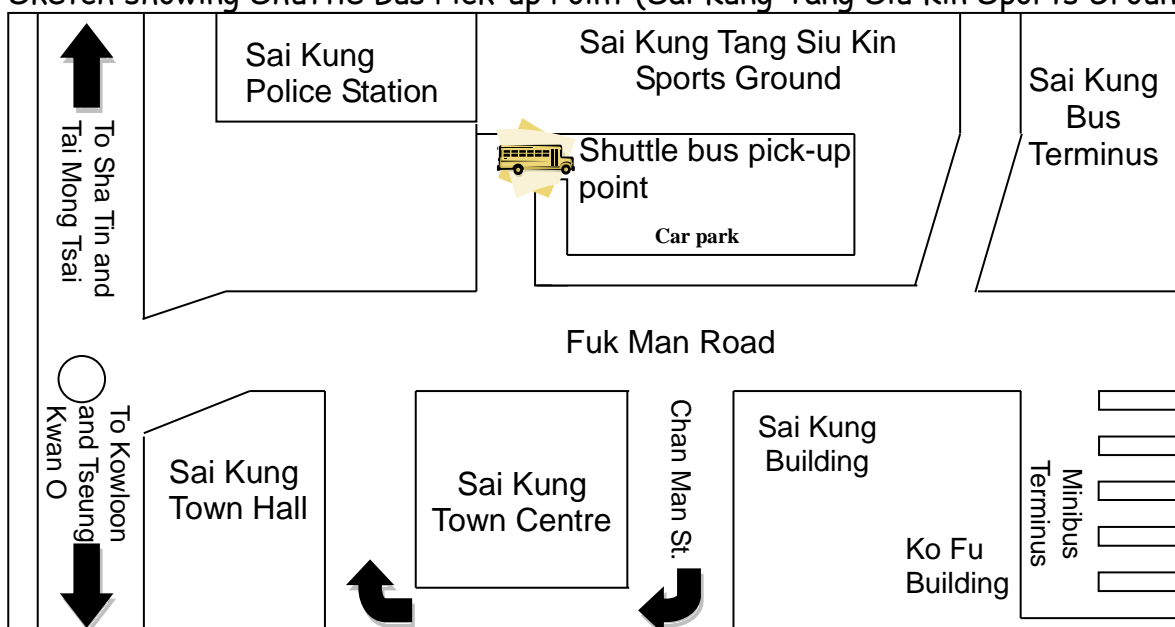 Sai Kung
Police Station
Sai Kung Tang Siu Kin
Sports Ground
Sai Kung
Bus
Terminus
To Sha Tin and
Tai Mong Tsai
Shuttle bus pick-up
point
Car park
Fuk Man Road
To Kowloon
and Tseung
Kwan O
Sai Kung
Town Hall
Sai Kung
Town Centre
Chan Man St.
Sai Kung
Building
Ko Fu
Building
Minibus
Terminus